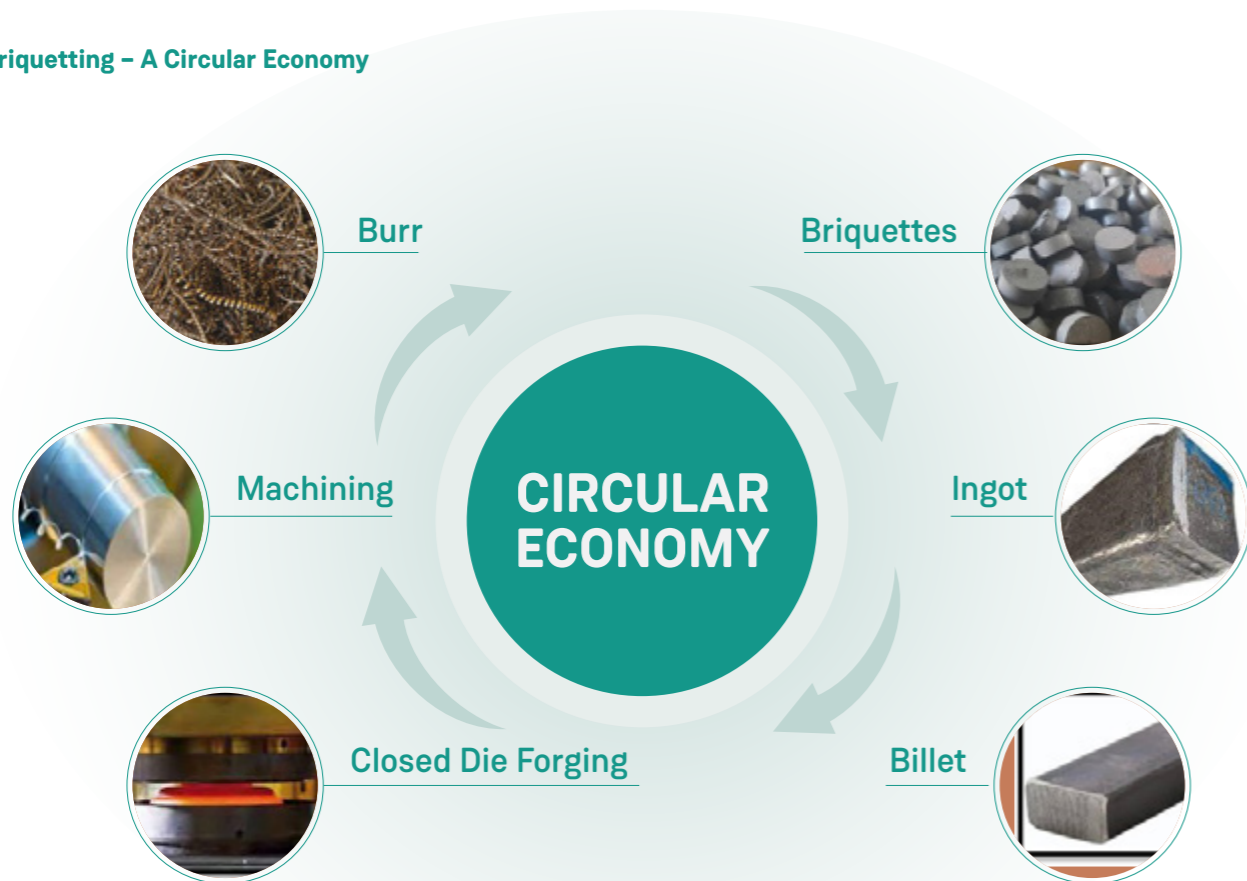 riquetting – A Circular Economy
Burr
Briquettes
Machining
CIRCULAR
ECONOMY
Ingot
Closed Die Forging
Billet